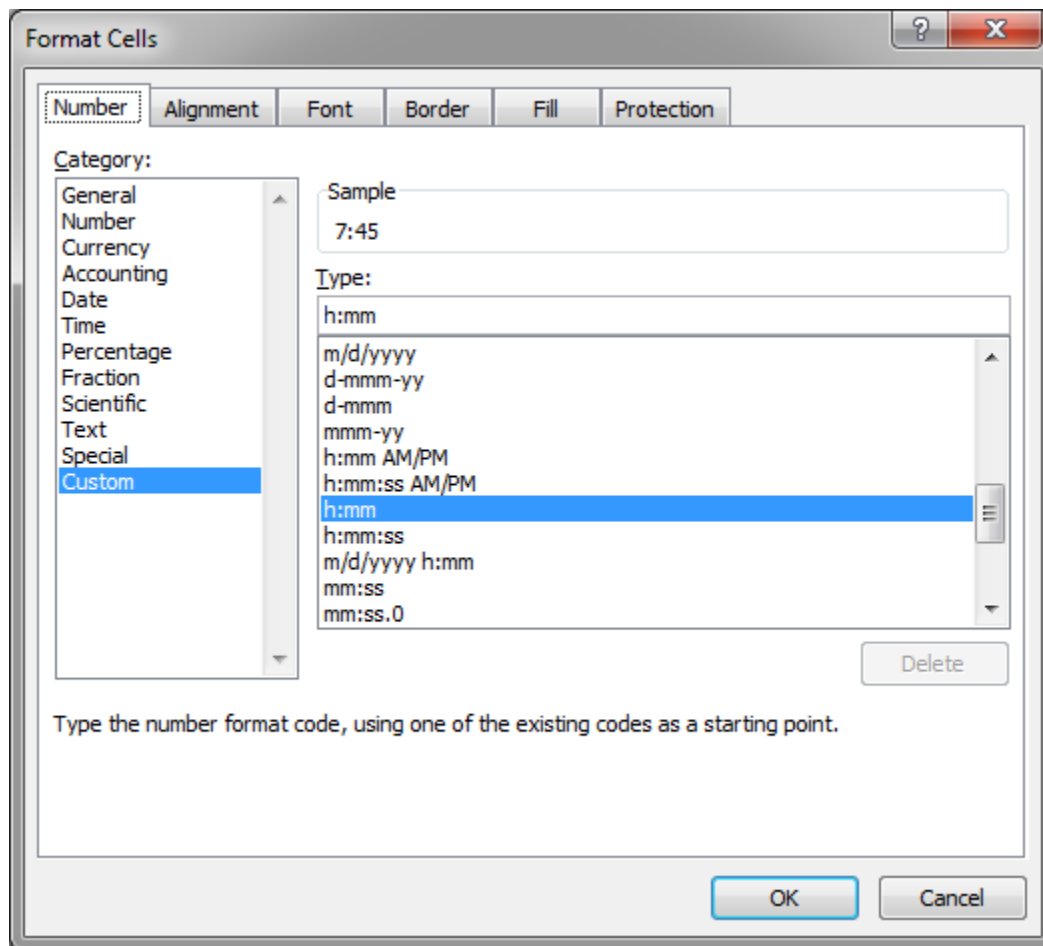 Format Cells
Number Alignment Font Border Fill Protection
Category:
General
Number
Currency
Accounting
Date
Time
Percentage
Fraction
Scientific
Text
Special
Custom
Sample
7:45
Type:
h:mm
m/d/yyyy
d-mmm-yy
d-mmm
mmm-yy
h:mm AM/PM
h:mm:ss AM/PM
h:mm
h:mm:ss
m/d/yyyy h:mm
mm:ss
mm:ss.0
Delete
Type the number format code, using one of the existing codes as a starting point.
OK Cancel